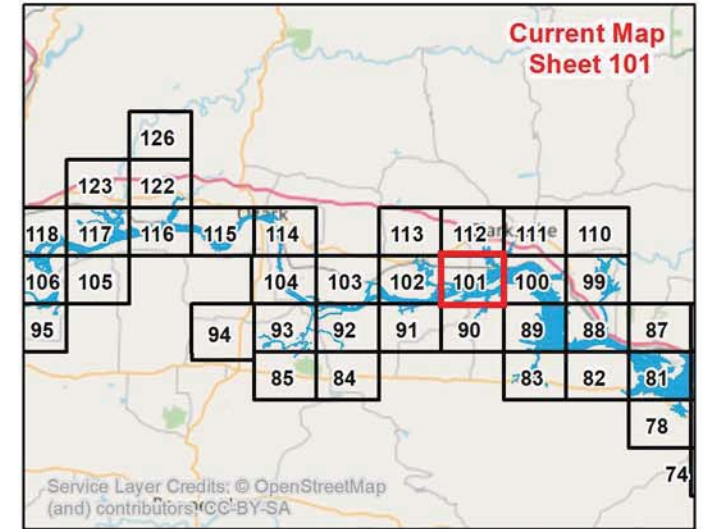 Current Map
Sheet 101
126
123 122
118 117 116 115 114 113 112 111 110
106 105 104 103 102 101 100 99
95 94 93 92 91 90 89 88 87
85 84 83 82 81
78
74
Service Layer Credits: © OpenStreetMap
(and) contributors, CC-BY-SA